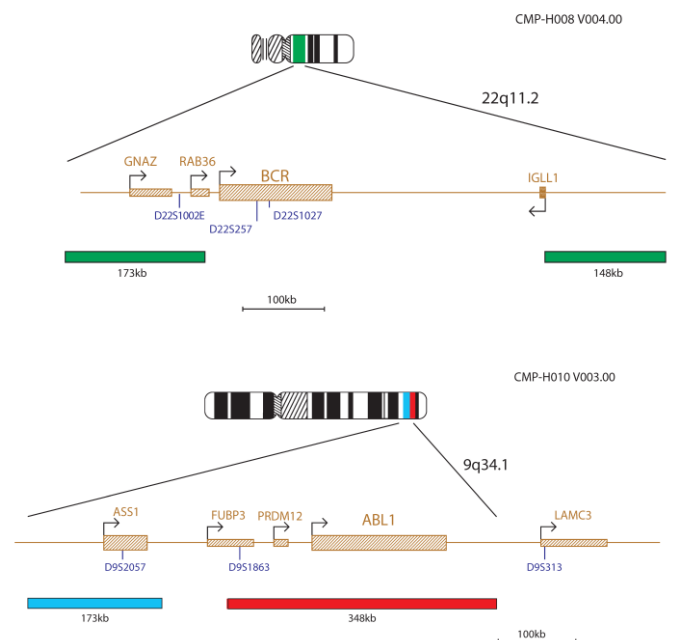 CMP-H008 V004.00
22q11.2
GNAZ RAB36 BCR IGLL1
D22S1002E D22S257 D22S1027
173kb 148kb
100kb
CMP-H010 V003.00
9q34.1
ASS1 FUBP3 PRDM12 ABL1 LAMC3
D9S2057 D9S1863 D9S313
173kb 348kb
100kb